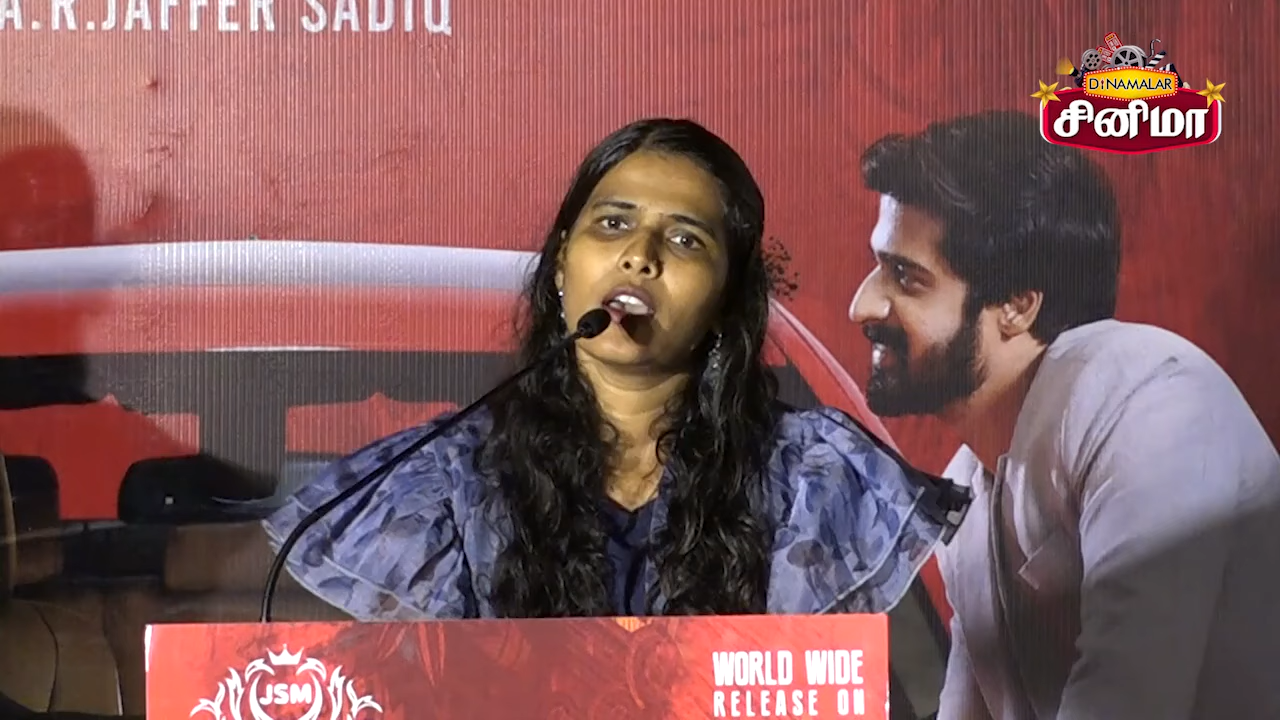 A.R.JAFFER SADIQ
DINAMALAR
சினிமா
JSM
WORLD WIDE
RELEASE ON